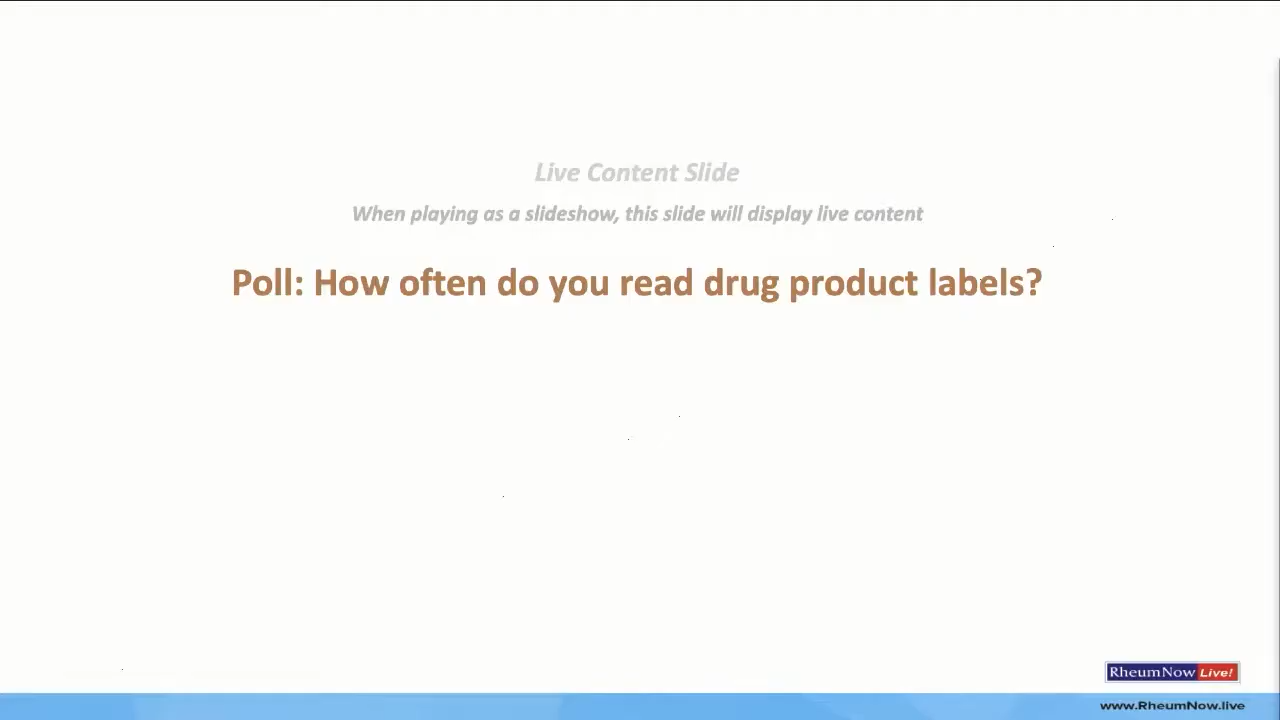 Live Content Slide
When playing as a slideshow, this slide will display live content
Poll: How often do you read drug product labels?
RheumNow Live!
www.RheumNow.live